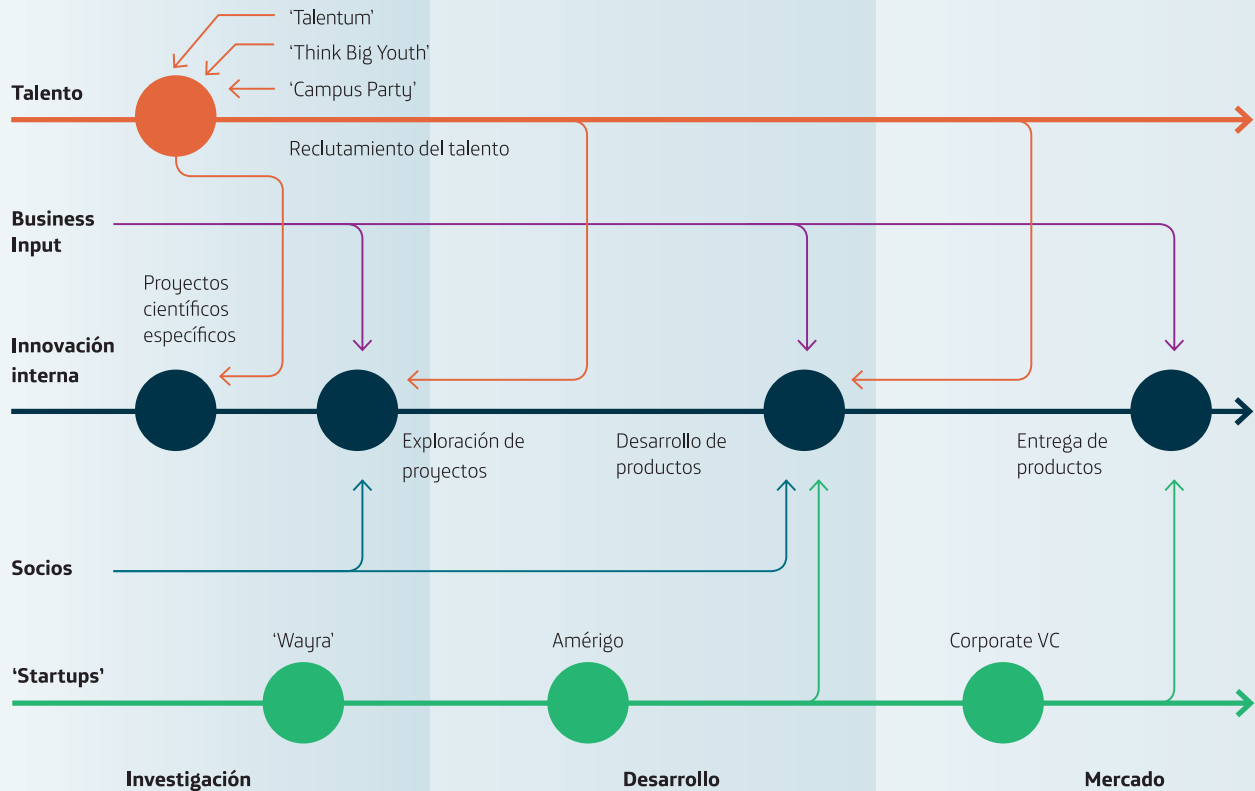 ‘Talentum’
‘Think Big Youth’
‘Campus Party’
Talento
Reclutamiento del talento
Business
Input
Proyectos
científicos
específicos
Innovación
interna
Exploración de
proyectos
Desarrollo de
productos
Entrega de
productos
Socios
‘Wayra’
Amérigo
Corporate VC
‘Startups’
Investigación
Desarrollo
Mercado